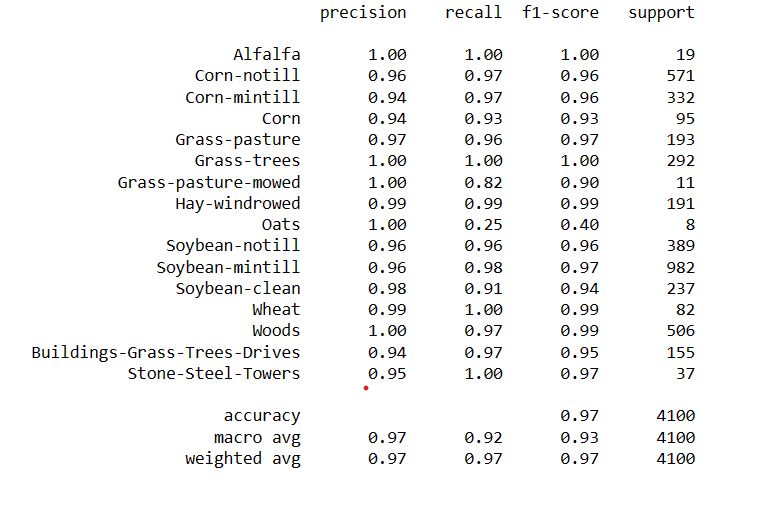 precision recall f1-score support
Alfalfa 1.00 1.00 1.00 19
Corn-notill 0.96 0.97 0.96 571
Corn-mintill 0.94 0.97 0.96 332
Corn 0.94 0.93 0.93 95
Grass-pasture 0.97 0.96 0.97 193
Grass-trees 1.00 1.00 1.00 292
Grass-pasture-mowed 1.00 0.82 0.90 11
Hay-windrowed 0.99 0.99 0.99 191
Oats 1.00 0.25 0.40 8
Soybean-notill 0.96 0.96 0.96 389
Soybean-mintill 0.96 0.98 0.97 982
Soybean-clean 0.98 0.91 0.94 237
Wheat 0.99 1.00 0.99 82
Woods 1.00 0.97 0.99 506
Buildings-Grass-Trees-Drives 0.94 0.97 0.95 155
Stone-Steel-Towers 0.95 1.00 0.97 37
accuracy 0.97 4100
macro avg 0.97 0.92 0.93 4100
weighted avg 0.97 0.97 0.97 4100